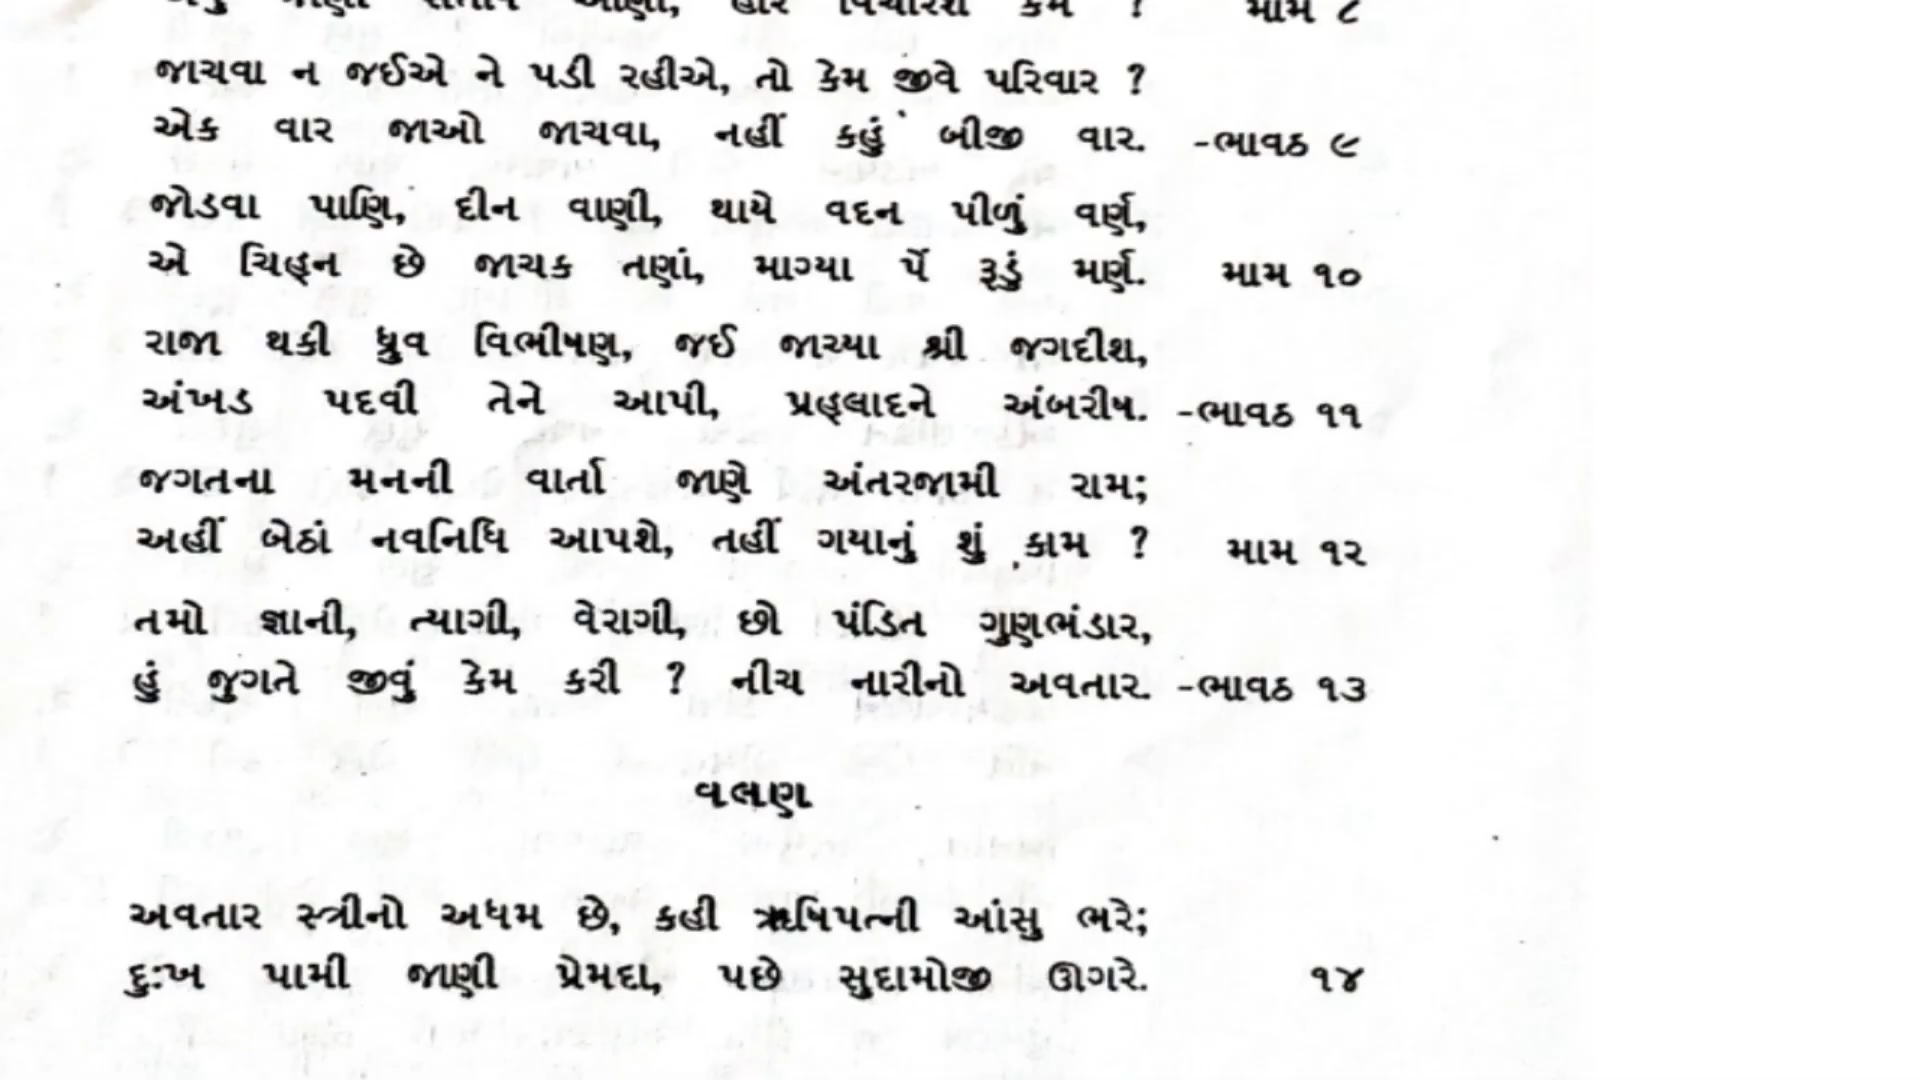 મામ ૮
જાચવા ન જઈએ ને પડી રહીએ, તો કેમ જીવે પરિવાર ?
એક વાર જાઓ જાચવા, નહીં કહું બીજી વાર. -ભાવઠ ૯
જોડવા પાણિ, દીન વાણી, થાયે વદન પીળું વર્ણ,
એ ચિહ્ન છે જાચક તણાં, માગ્યા પેં રૂડું મર્ણ. મામ ૧૦
રાજા થકી ધ્રુવ વિભીષણ, જઈ જાચ્યા શ્રી જગદીશ,
અંખડ પદવી તેને આપી, પ્રહ્લાદને અંબરીષ. -ભાવઠ ૧૧
જગતના મનની વાર્તા જાણે અંતરજામી રામ;
અહીં બેઠાં નવનિધિ આપશે, તહીં ગયાનું શું કામ ? મામ ૧૨
તમો જ્ઞાની, ત્યાગી, વેરાગી, છો પંડિત ગુણભંડાર,
હું જુગતે જીવું કેમ કરી ? નીચ નારીનો અવતાર. -ભાવઠ ૧૩
વલણ
અવતાર સ્ત્રીનો અધમ છે, કહી ઋષિપત્ની આંસુ ભરે;
દુઃખ પામી જાણી પ્રેમદા, પછે સુદામોજી ઊગરે. ૧૪